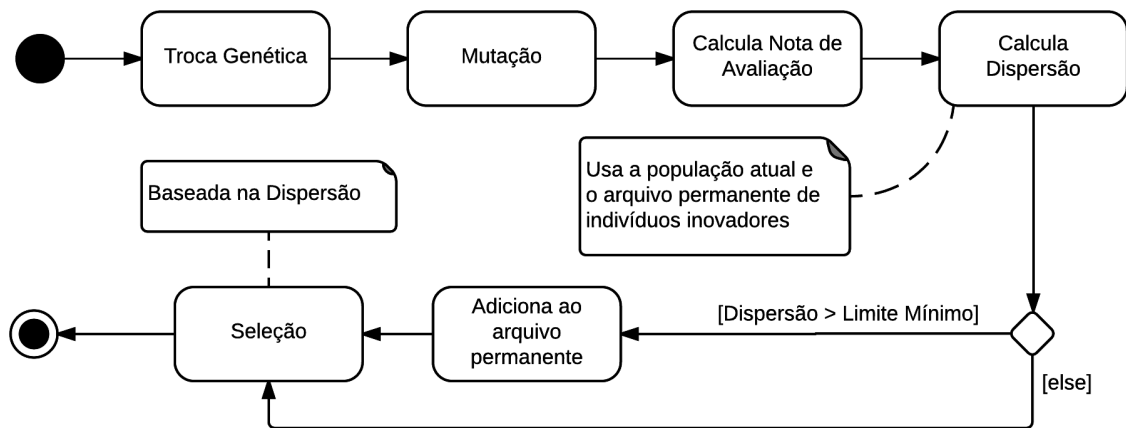 Troca Genética
Mutação
Calcula Nota de
Avaliação
Calcula
Dispersão
Baseada na Dispersão
Usa a população atual e
o arquivo permanente de
indivíduos inovadores
Seleção
Adiciona ao
arquivo
permanente
[Dispersão > Limite Mínimo]
[else]